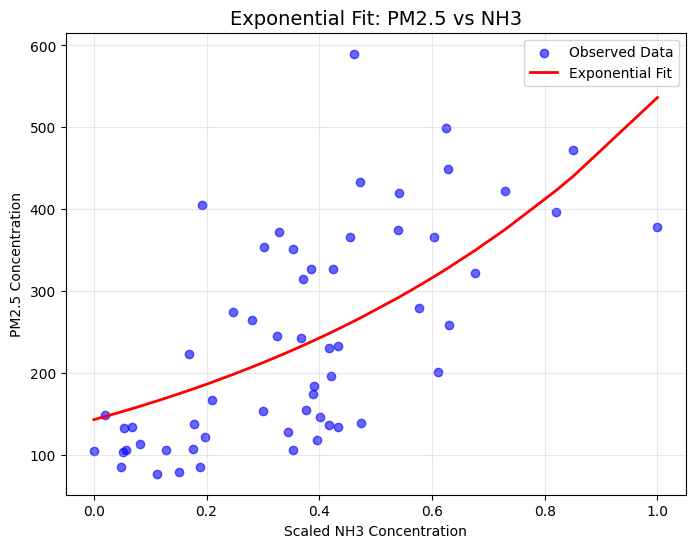 Exponential Fit: PM2.5 vs NH3
Observed Data
Exponential Fit
600
500
400
300
200
100
PM2.5 Concentration
0.0 0.2 0.4 0.6 0.8 1.0
Scaled NH3 Concentration